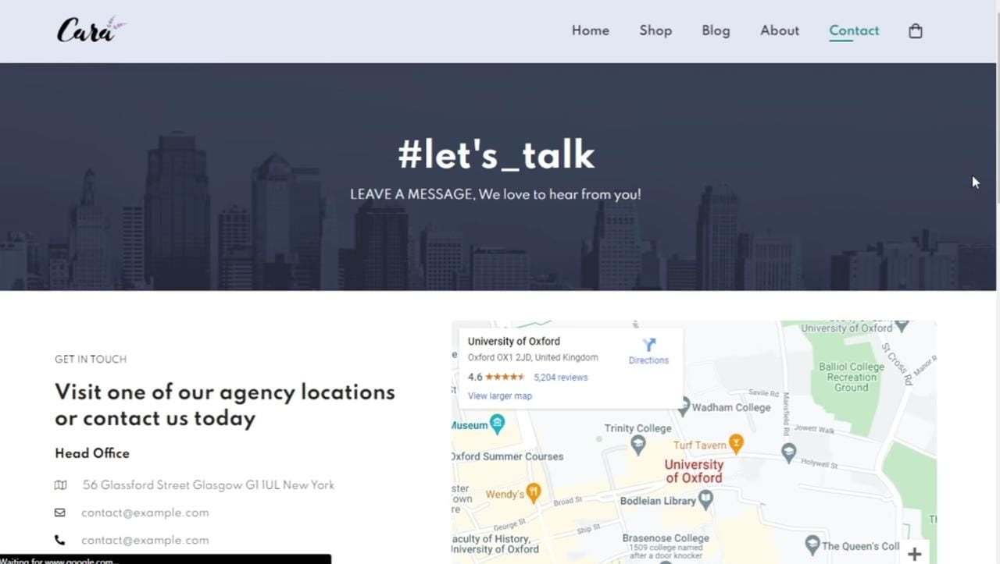 Cara
Home Shop Blog About Contact
#let's_talk
LEAVE A MESSAGE, We love to hear from you!
GET IN TOUCH
Visit one of our agency locations
or contact us today
Head Office
56 Glassford Street Glasgow G1 1UL New York
contact@example.com
contact@example.com
University of Oxford
Oxford OX1 2JD, United Kingdom
4.6 5,204 reviews
View larger map
Directions
University of Oxford
Balliol College
Recreation
Ground
St Cross Rd
Manor R
Savile Rd
Mansfield Rd
Wadham College
Jowett Walk
Museum
Trinity College
Oxford Summer Courses
Turf Tavern
University
of Oxford
Holywell St
Wendy's
Broad St
Bodleian Library
George St
Ship St
aculty of History,
University of Oxford
Brasenose College
1509 college named
after a door knocker
The Queen's Coll
Waiting for www.google.com...